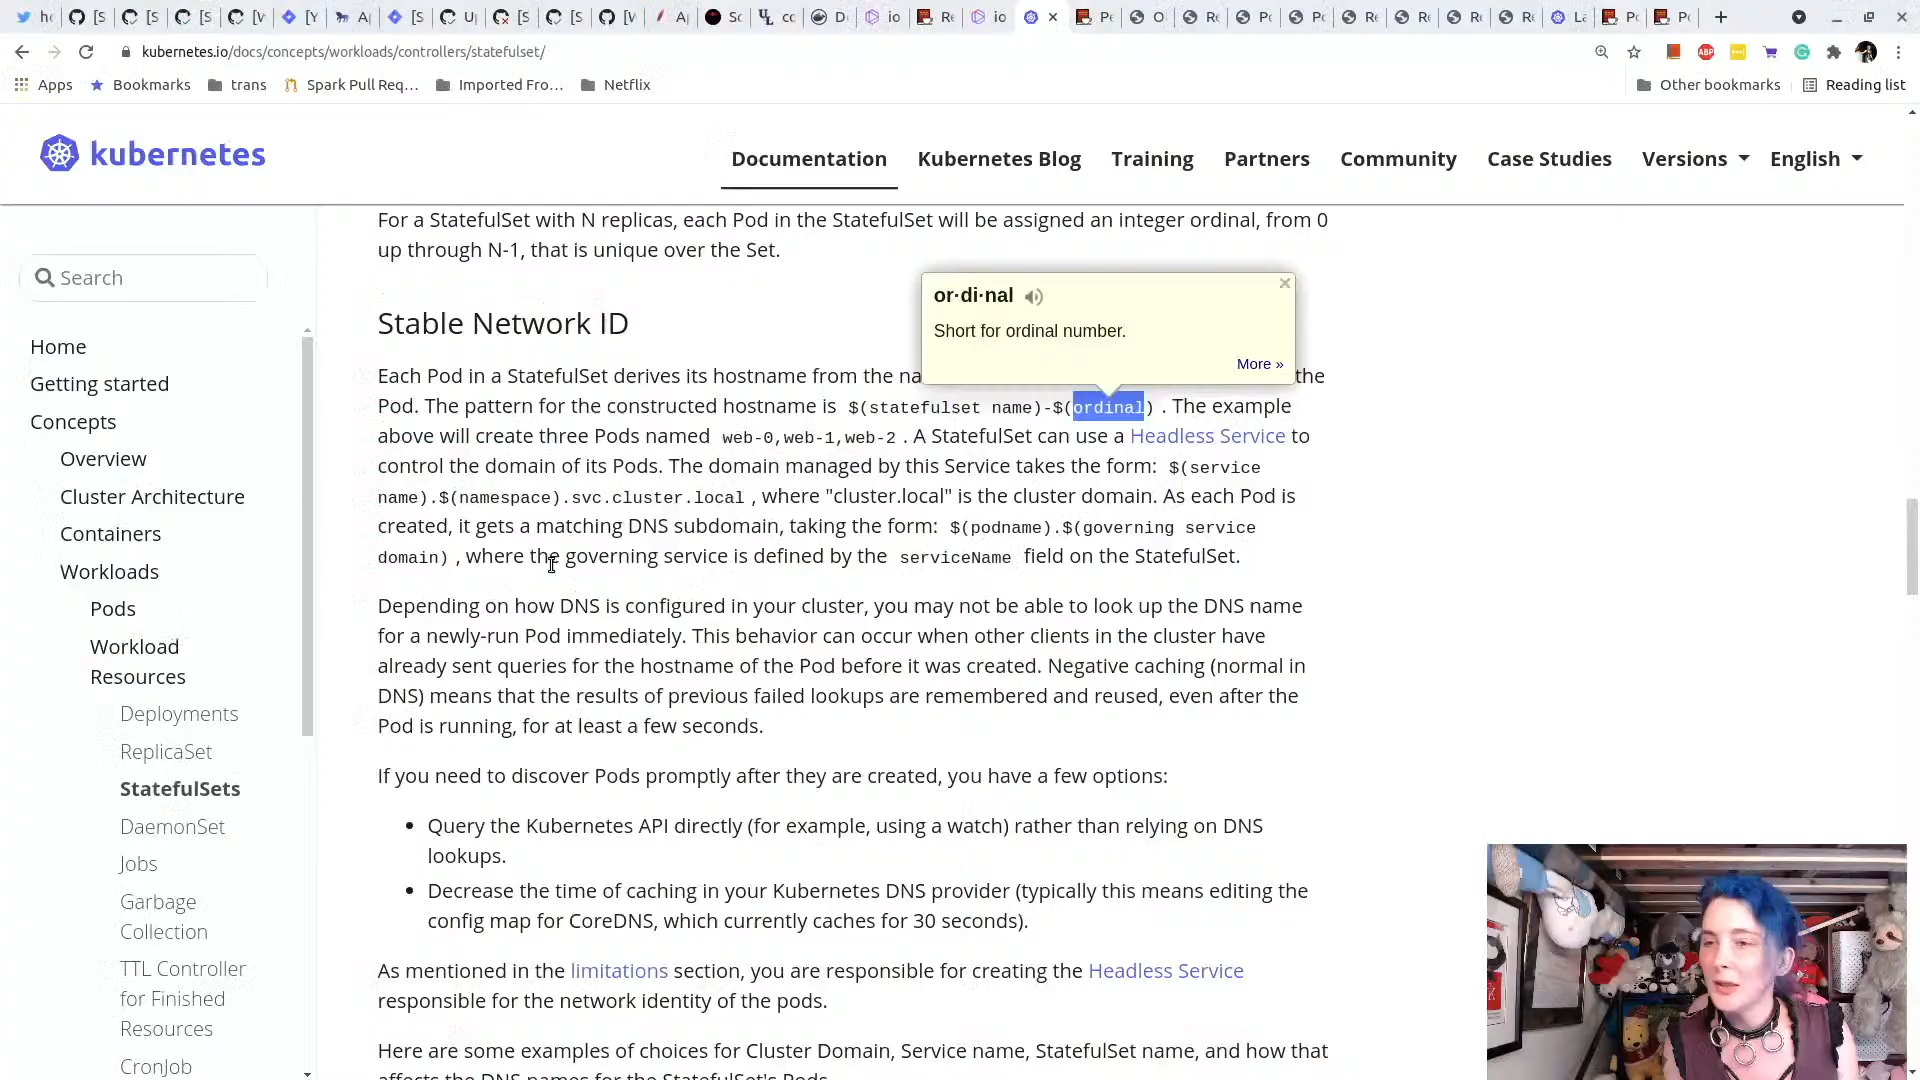 kubernetes.io/docs/concepts/workloads/controllers/statefulset/
ABP
Apps
Bookmarks
trans
Spark Pull Req...
Imported Fro...
Netflix
Other bookmarks
Reading list
kubernetes
Documentation
Kubernetes Blog
Training
Partners
Community
Case Studies
Versions
English
Search
Home
Getting started
Concepts
Overview
Cluster Architecture
Containers
Workloads
Pods
Workload
Resources
Deployments
ReplicaSet
StatefulSets
DaemonSet
Jobs
Garbage
Collection
TTL Controller
for Finished
Resources
CronJob
For a StatefulSet with N replicas, each Pod in the StatefulSet will be assigned an integer ordinal, from 0
up through N-1, that is unique over the Set.
or·di·nal
Short for ordinal number.
More »
Stable Network ID
Each Pod in a StatefulSet derives its hostname from the na the
Pod. The pattern for the constructed hostname is $(statefulset name)-$(ordinal) . The example
above will create three Pods named web-0,web-1,web-2 . A StatefulSet can use a Headless Service to
control the domain of its Pods. The domain managed by this Service takes the form: $(service
name).$(namespace).svc.cluster.local , where "cluster.local" is the cluster domain. As each Pod is
created, it gets a matching DNS subdomain, taking the form: $(podname).$(governing service
domain) , where the governing service is defined by the serviceName field on the StatefulSet.
Depending on how DNS is configured in your cluster, you may not be able to look up the DNS name
for a newly-run Pod immediately. This behavior can occur when other clients in the cluster have
already sent queries for the hostname of the Pod before it was created. Negative caching (normal in
DNS) means that the results of previous failed lookups are remembered and reused, even after the
Pod is running, for at least a few seconds.
If you need to discover Pods promptly after they are created, you have a few options:
• Query the Kubernetes API directly (for example, using a watch) rather than relying on DNS
lookups.
• Decrease the time of caching in your Kubernetes DNS provider (typically this means editing the
config map for CoreDNS, which currently caches for 30 seconds).
As mentioned in the limitations section, you are responsible for creating the Headless Service
responsible for the network identity of the pods.
Here are some examples of choices for Cluster Domain, Service name, StatefulSet name, and how that
affects the DNS names for the StatefulSet's Pods